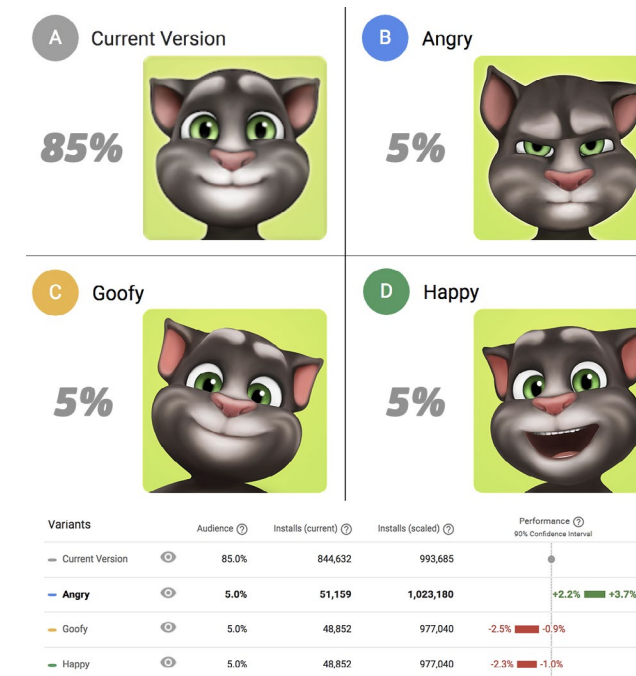 A Current Version
B Angry
85%
5%
C Goofy
D Happy
5%
5%
Variants Audience ? Installs (current) ? Installs (scaled) ? Performance ?
90% Confidence Interval
Current Version 85.0% 844,632 993,685
Angry 5.0% 51,159 1,023,180 +2.2% +3.7%
Goofy 5.0% 48,852 977,040 -2.5% -0.9%
Happy 5.0% 48,852 977,040 -2.3% -1.0%